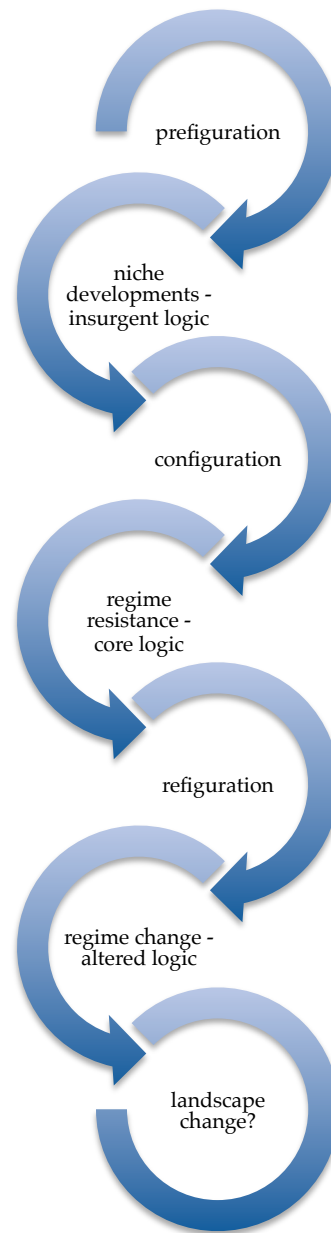 prefiguration
niche
developments -
insurgent logic
configuration
regime
resistance -
core logic
refiguration
regime change -
altered logic
landscape
change?